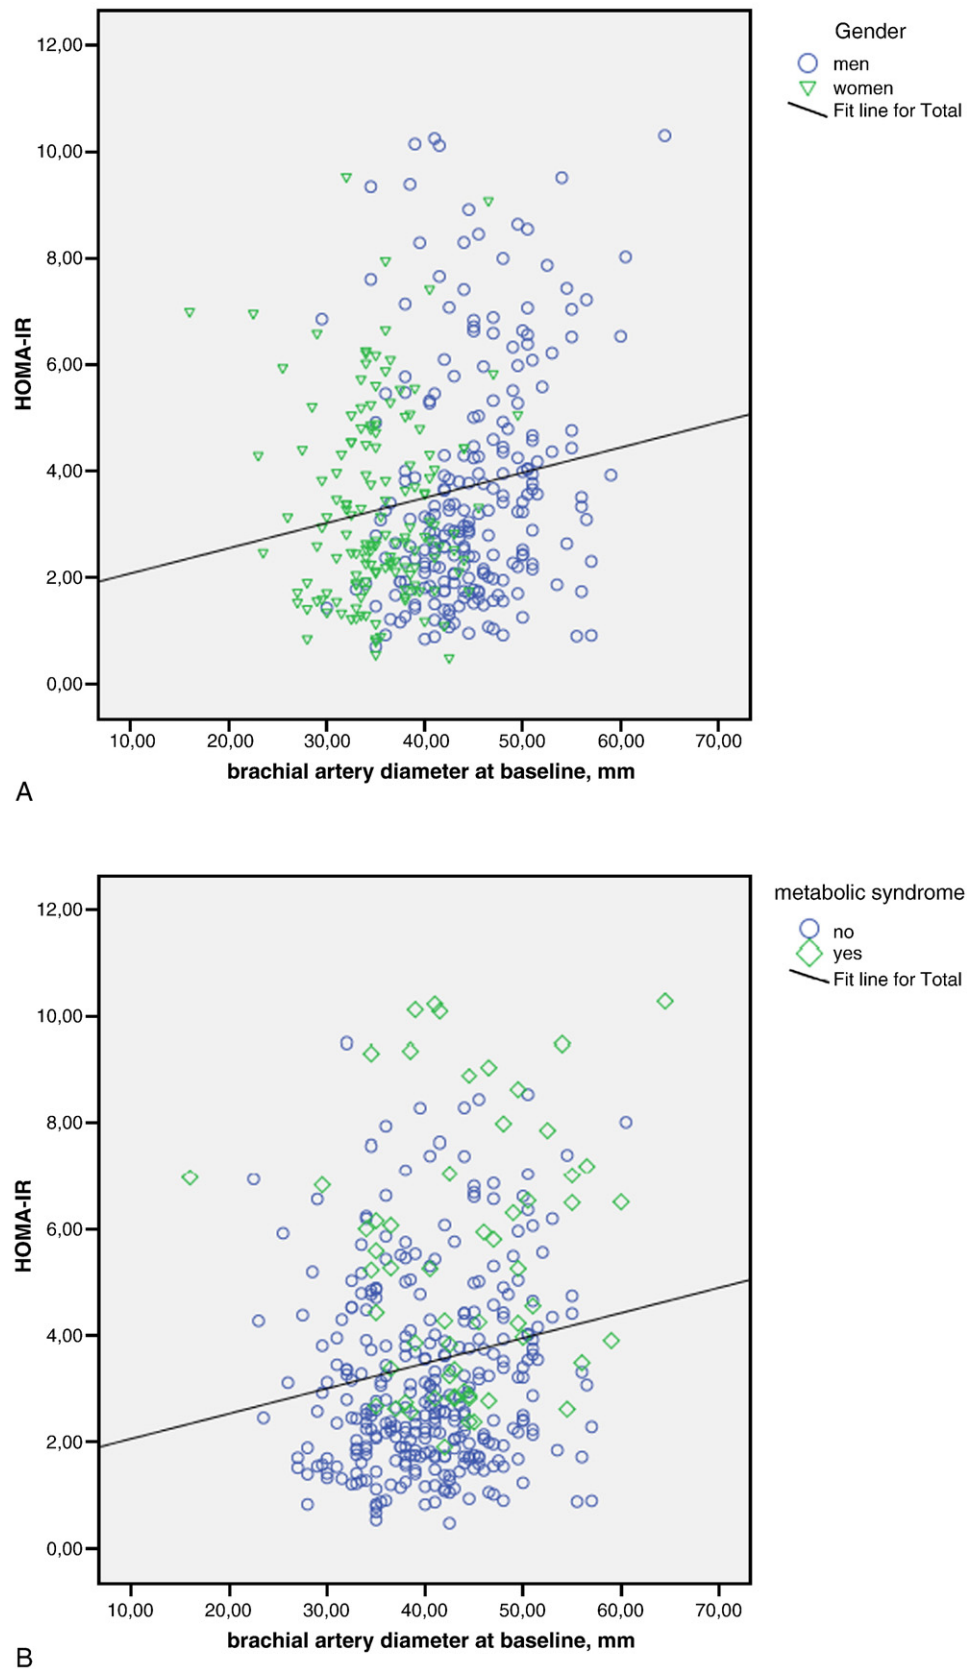 Gender
men
women
Fit line for Total
12,00
10,00
8,00
6,00
4,00
2,00
0,00
HOMA-IR
10,00 20,00 30,00 40,00 50,00 60,00 70,00
brachial artery diameter at baseline, mm
A
metabolic syndrome
no
yes
Fit line for Total
12,00
10,00
8,00
6,00
4,00
2,00
0,00
HOMA-IR
10,00 20,00 30,00 40,00 50,00 60,00 70,00
brachial artery diameter at baseline, mm
B